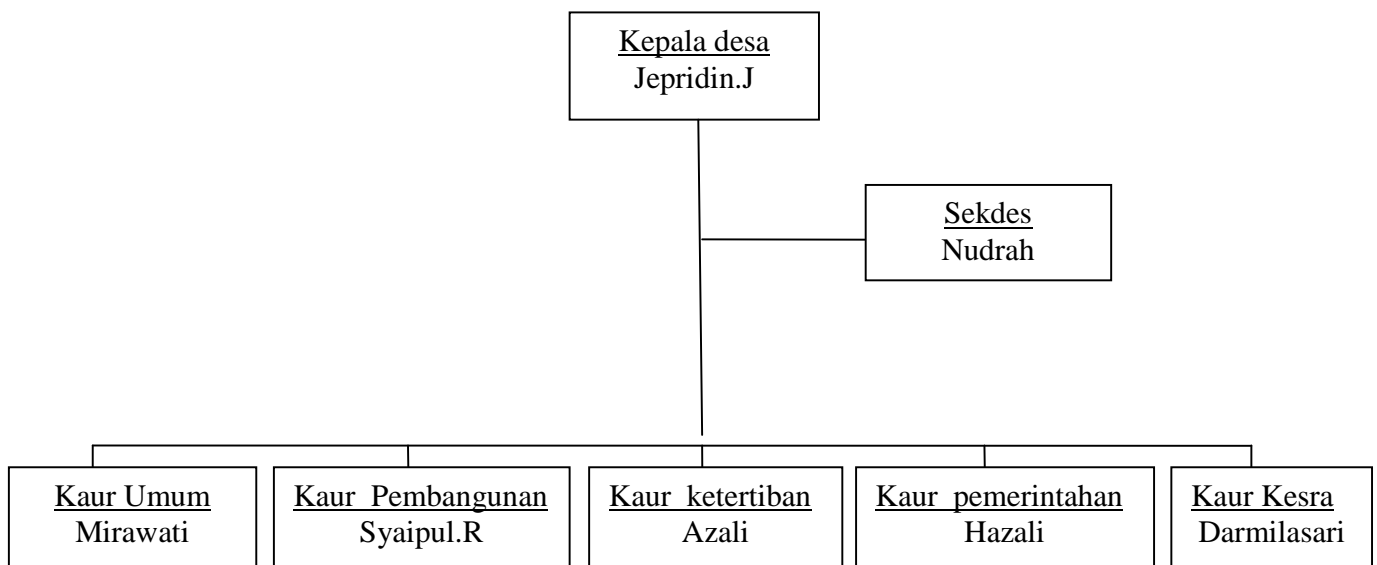 Kepala desa
Jepridin.J
Sekdes
Nudrah
Kaur Umum
Mirawati
Kaur Pembangunan
Syaipul.R
Kaur ketertiban
Azali
Kaur pemerintahan
Hazali
Kaur Kesra
Darmilasari